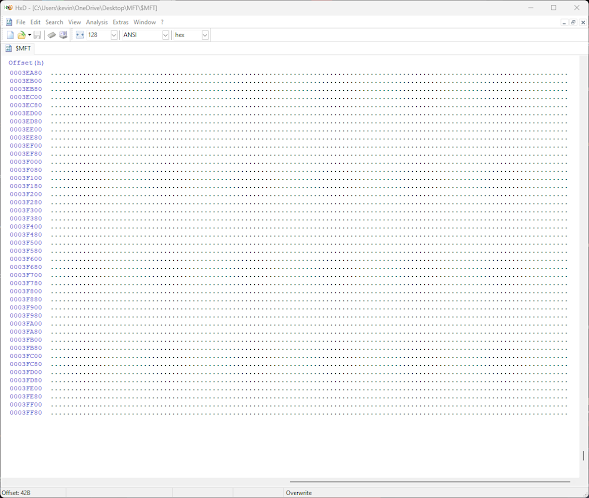 HxD - [C:\Users\kevin\OneDrive\Desktop\MFT\$MFT]
File Edit Search View Analysis Extras Window ?
128 ANSI hex
$MFT
Offset(h)
0003EA80 ................................................................................................................................
0003EB00 ................................................................................................................................
0003EB80 ................................................................................................................................
0003EC00 ................................................................................................................................
0003EC80 ................................................................................................................................
0003ED00 ................................................................................................................................
0003ED80 ................................................................................................................................
0003EE00 ................................................................................................................................
0003EE80 ................................................................................................................................
0003EF00 ................................................................................................................................
0003EF80 ................................................................................................................................
0003F000 ................................................................................................................................
0003F080 ................................................................................................................................
0003F100 ................................................................................................................................
0003F180 ................................................................................................................................
0003F200 ................................................................................................................................
0003F280 ................................................................................................................................
0003F300 ................................................................................................................................
0003F380 ................................................................................................................................
0003F400 ................................................................................................................................
0003F480 ................................................................................................................................
0003F500 ................................................................................................................................
0003F580 ................................................................................................................................
0003F600 ................................................................................................................................
0003F680 ................................................................................................................................
0003F700 ................................................................................................................................
0003F780 ................................................................................................................................
0003F800 ................................................................................................................................
0003F880 ................................................................................................................................
0003F900 ................................................................................................................................
0003F980 ................................................................................................................................
0003FA00 ................................................................................................................................
0003FA80 ................................................................................................................................
0003FB00 ................................................................................................................................
0003FB80 ................................................................................................................................
0003FC00 ................................................................................................................................
0003FC80 ................................................................................................................................
0003FD00 ................................................................................................................................
0003FD80 ................................................................................................................................
0003FE00 ................................................................................................................................
0003FE80 ................................................................................................................................
0003FF00 ................................................................................................................................
0003FF80 ................................................................................................................................
Offset: 428 Overwrite